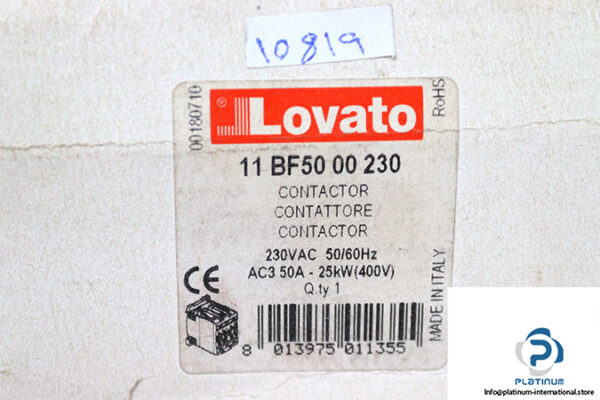 10819
00180710
® Lovato
RoHS
11 BF50 00 230
CONTACTOR
CONTATTORE
CONTACTOR
230VAC 50/60Hz
AC3 50A - 25kW(400V)
Q.ty 1
CE
MADE IN ITALY
8 013975 011355
PLATINUM
Info@platinum-international.store